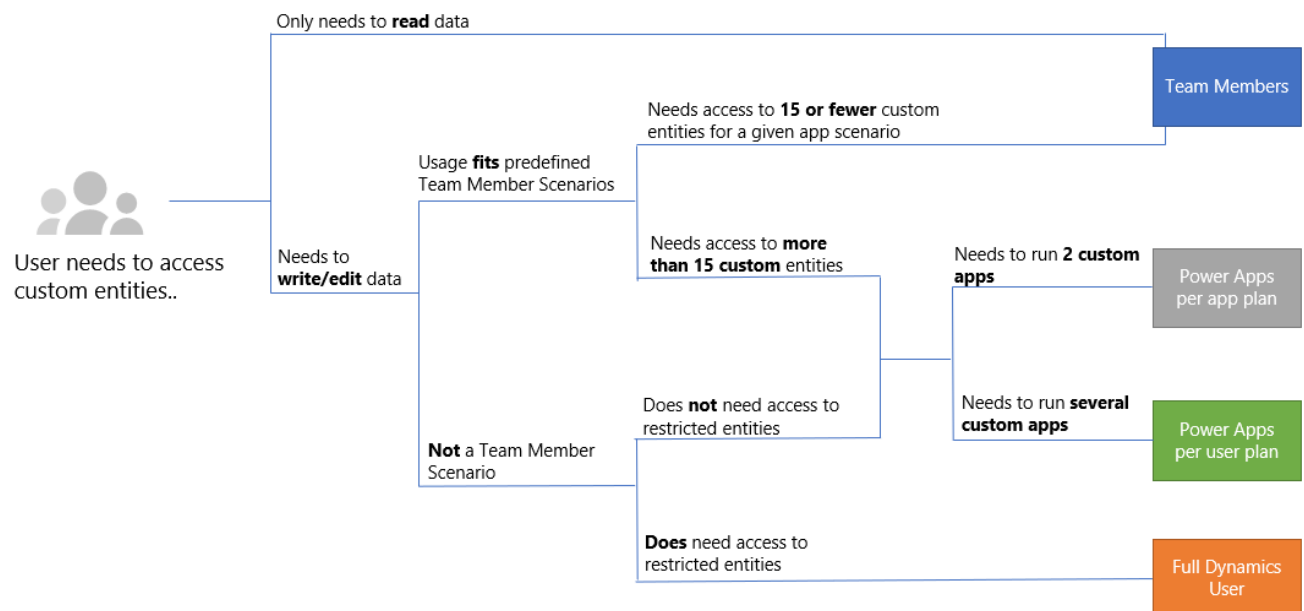 Only needs to read data
Team Members
Needs access to 15 or fewer custom
entities for a given app scenario
Usage fits predefined
Team Member Scenarios
User needs to access
custom entities..
Needs to
write/edit data
Needs access to more
than 15 custom entities
Needs to run 2 custom
apps
Power Apps
per app plan
Does not need access to
restricted entities
Needs to run several
custom apps
Power Apps
per user plan
Not a Team Member
Scenario
Does need access to
restricted entities
Full Dynamics
User